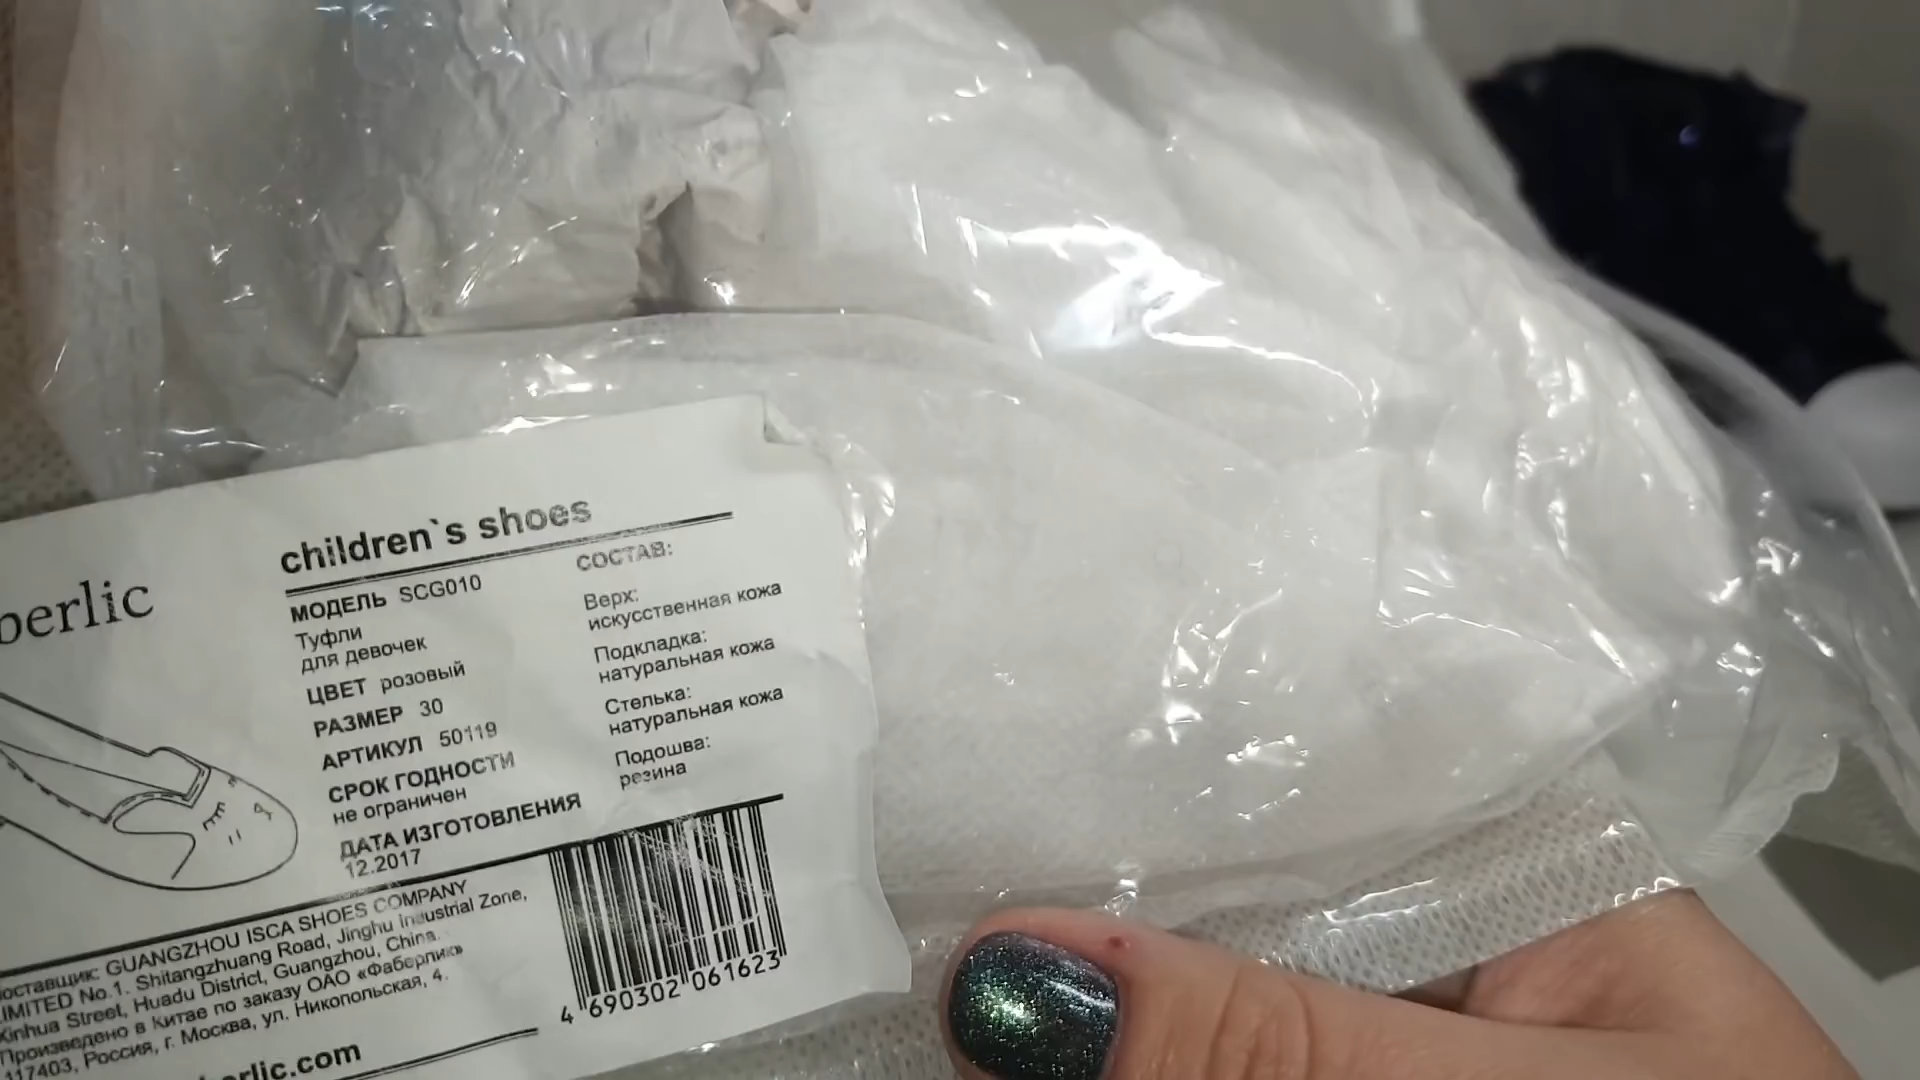 berlic
children`s shoes
МОДЕЛЬ SCG010
Туфли
для девочек
ЦВЕТ розовый
РАЗМЕР 30
АРТИКУЛ 50119
СРОК ГОДНОСТИ
не ограничен
ДАТА ИЗГОТОВЛЕНИЯ
12.2017
СОСТАВ:
Верх:
искусственная кожа
Подкладка:
натуральная кожа
Стелька:
натуральная кожа
Подошва:
резина
оставщик: GUANGZHOU ISCA SHOES COMPANY
LIMITED No.1. Shitangzhuang Road, Jinghu Industrial Zone,
Xinhua Street, Huadu District, Guangzhou, China.
Произведено в Китае по заказу ОАО «Фаберлик»
117403, Россия, г. Москва, ул. Никопольская, 4.
berlic.com
4 690302 061623